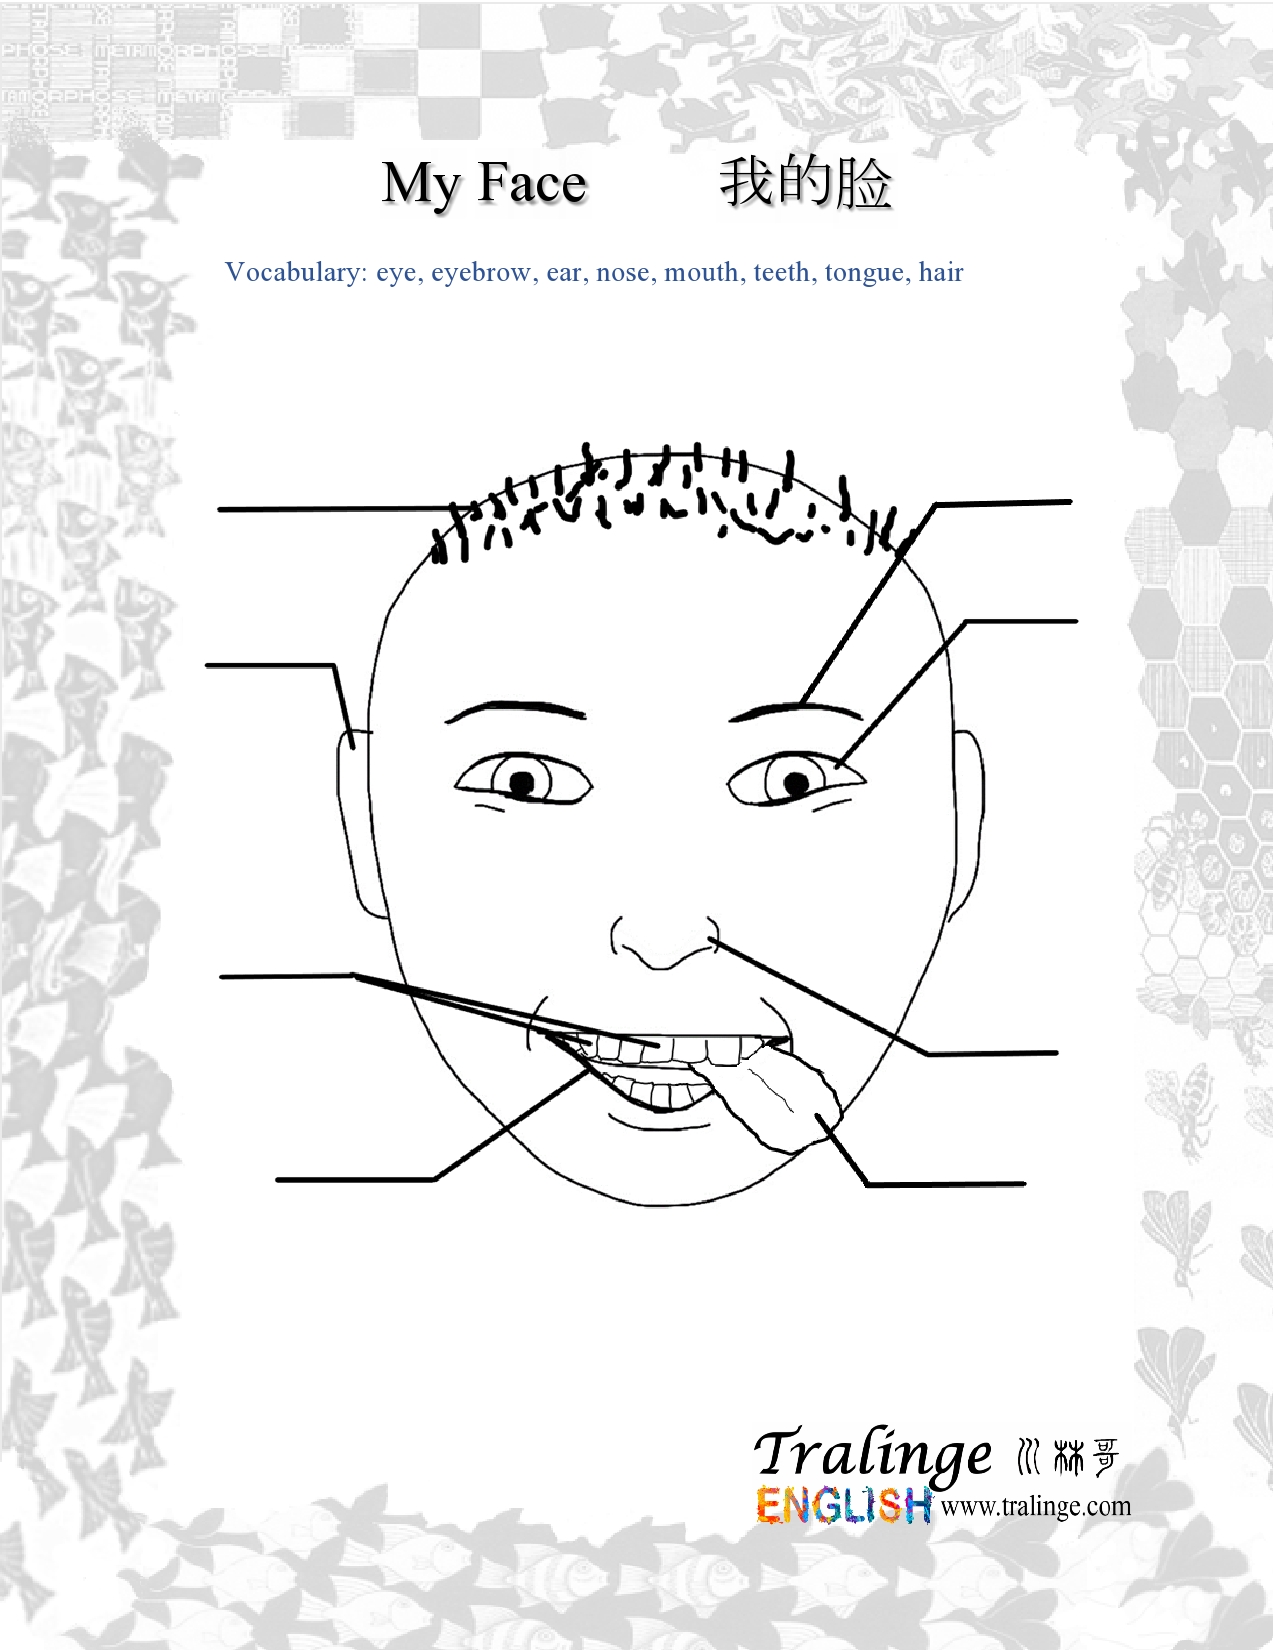 METAMORPHOSE
My Face 我的脸
Vocabulary: eye, eyebrow, ear, nose, mouth, teeth, tongue, hair
Tralinge 川林哥
ENGLISH www.tralinge.com